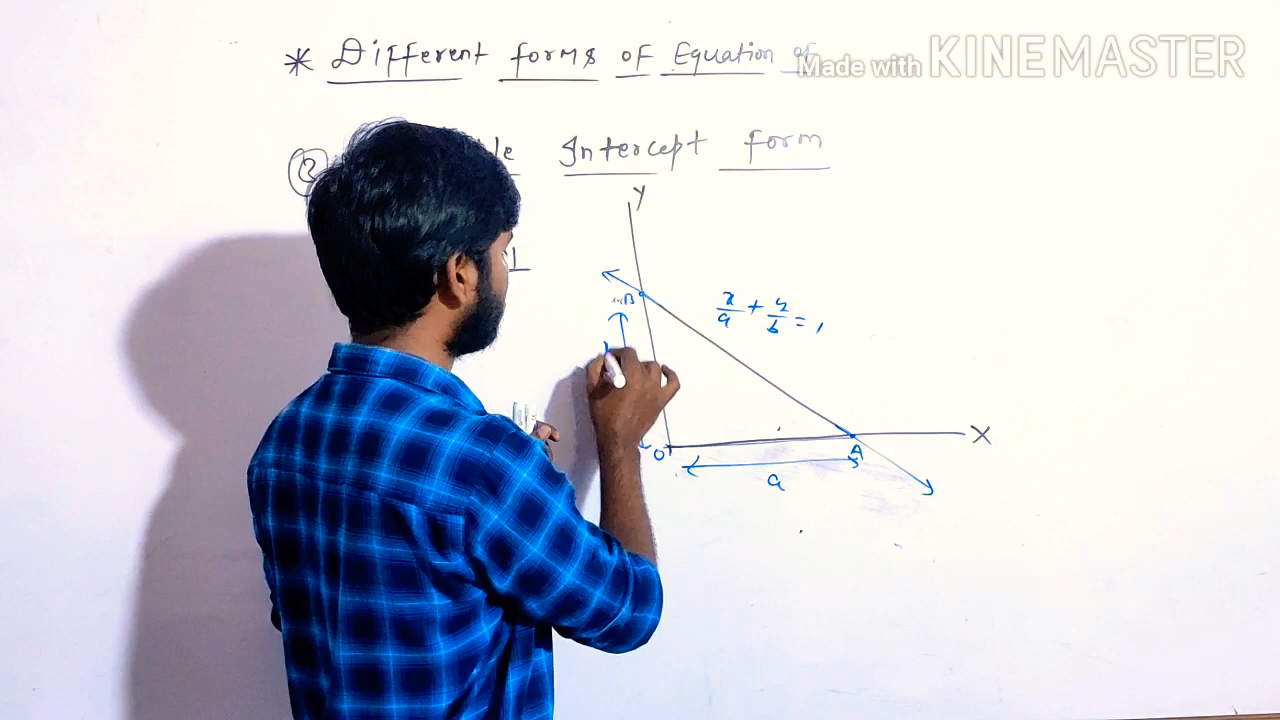 * Different forms of Equation of
Made with KINEMASTER
Intercept form
Y
B
x/a + y/b = 1
X
O
A
a